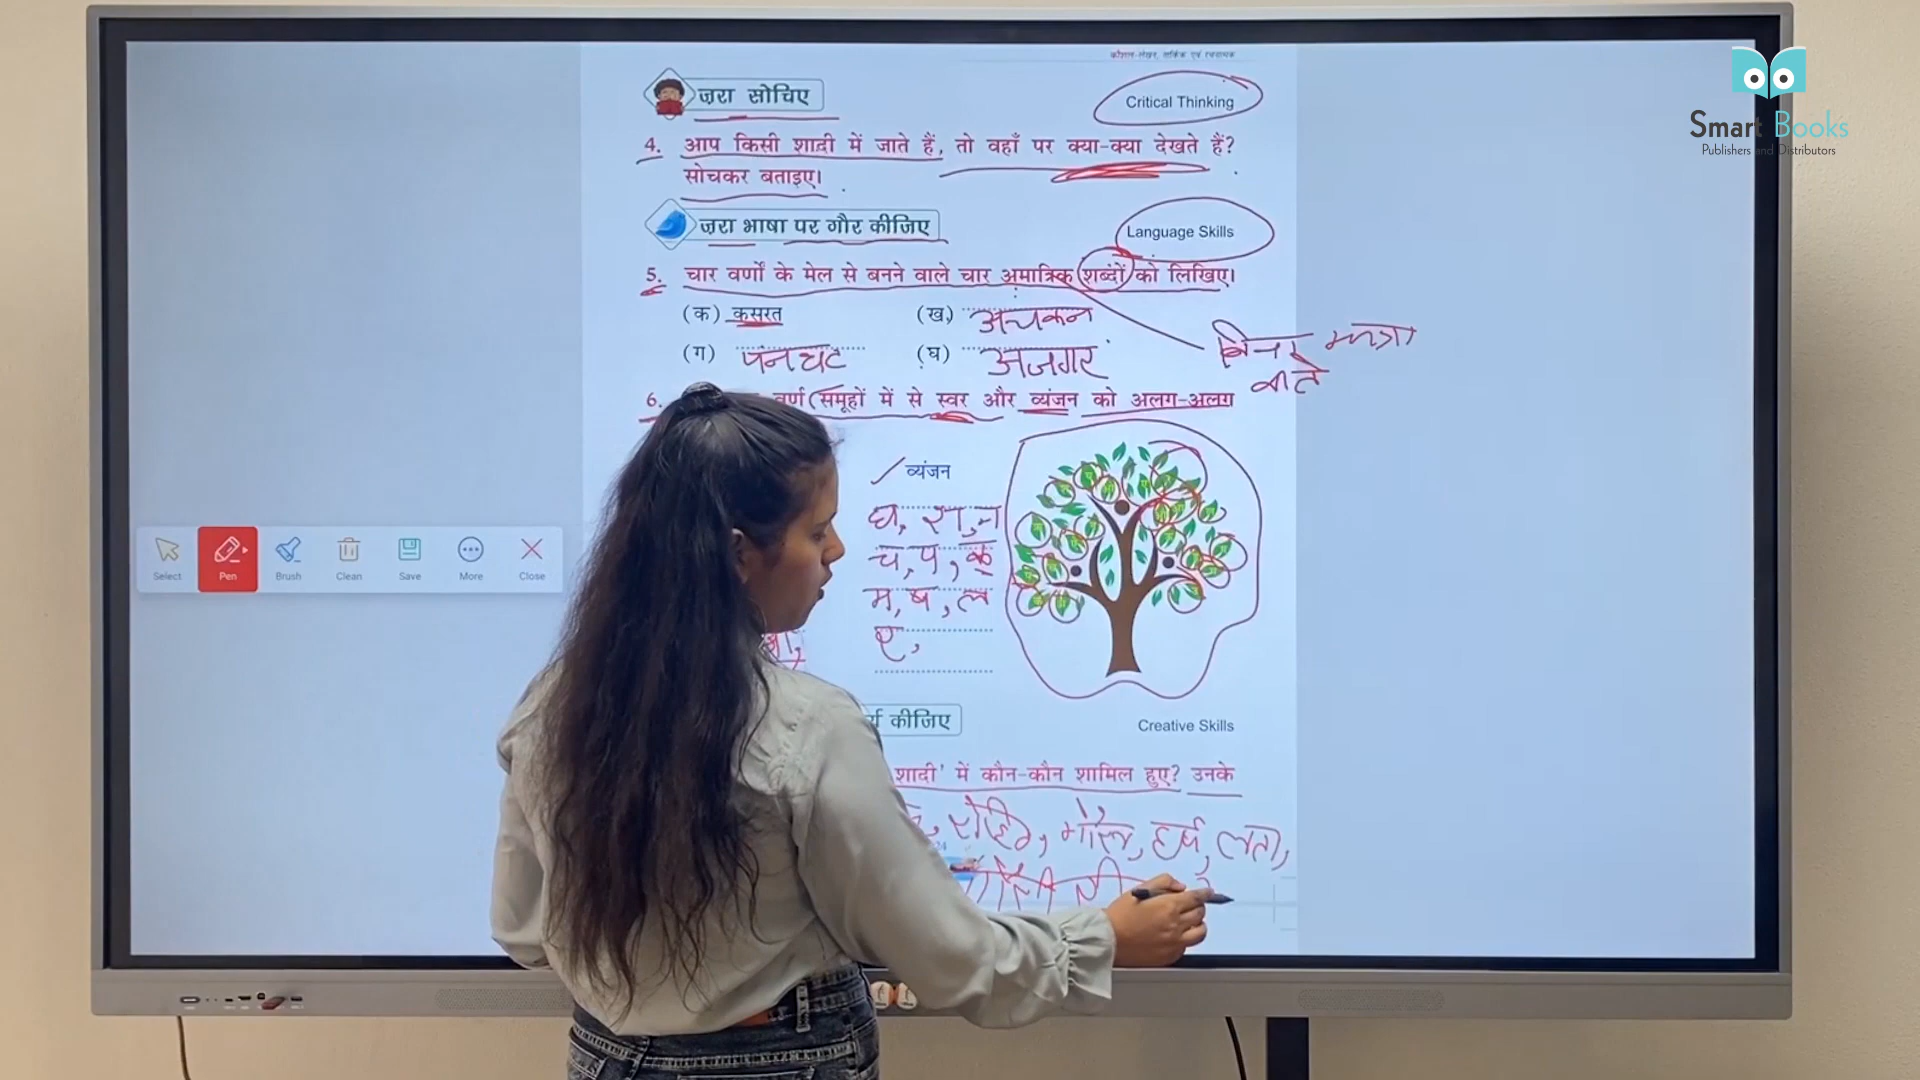 कौशल-लेखन, तार्किक एवं रचनात्मक
ज़रा सोचिए
Critical Thinking
4. आप किसी शादी में जाते हैं, तो वहाँ पर क्या-क्या देखते हैं?
सोचकर बताइए।
ज़रा भाषा पर गौर कीजिए
Language Skills
5. चार वर्णों के मेल से बनने वाले चार अमात्रिक शब्दों को लिखिए।
(क) कसरत (ख) अचकन
(ग) पनघट (घ) अजगर
बिना मात्रा
वाले
6. वर्ण समूहों में से स्वर और व्यंजन को अलग-अलग
व्यंजन
घ, ण, न
च, प, क
म, ष, ल
कीजिए
Creative Skills
शादी' में कौन-कौन शामिल हुए? उनके
रोहित, हर्ष, लता,
24
Select
Pen
Brush
Clean
Save
More
Close
Smart Books
Publishers and Distributors